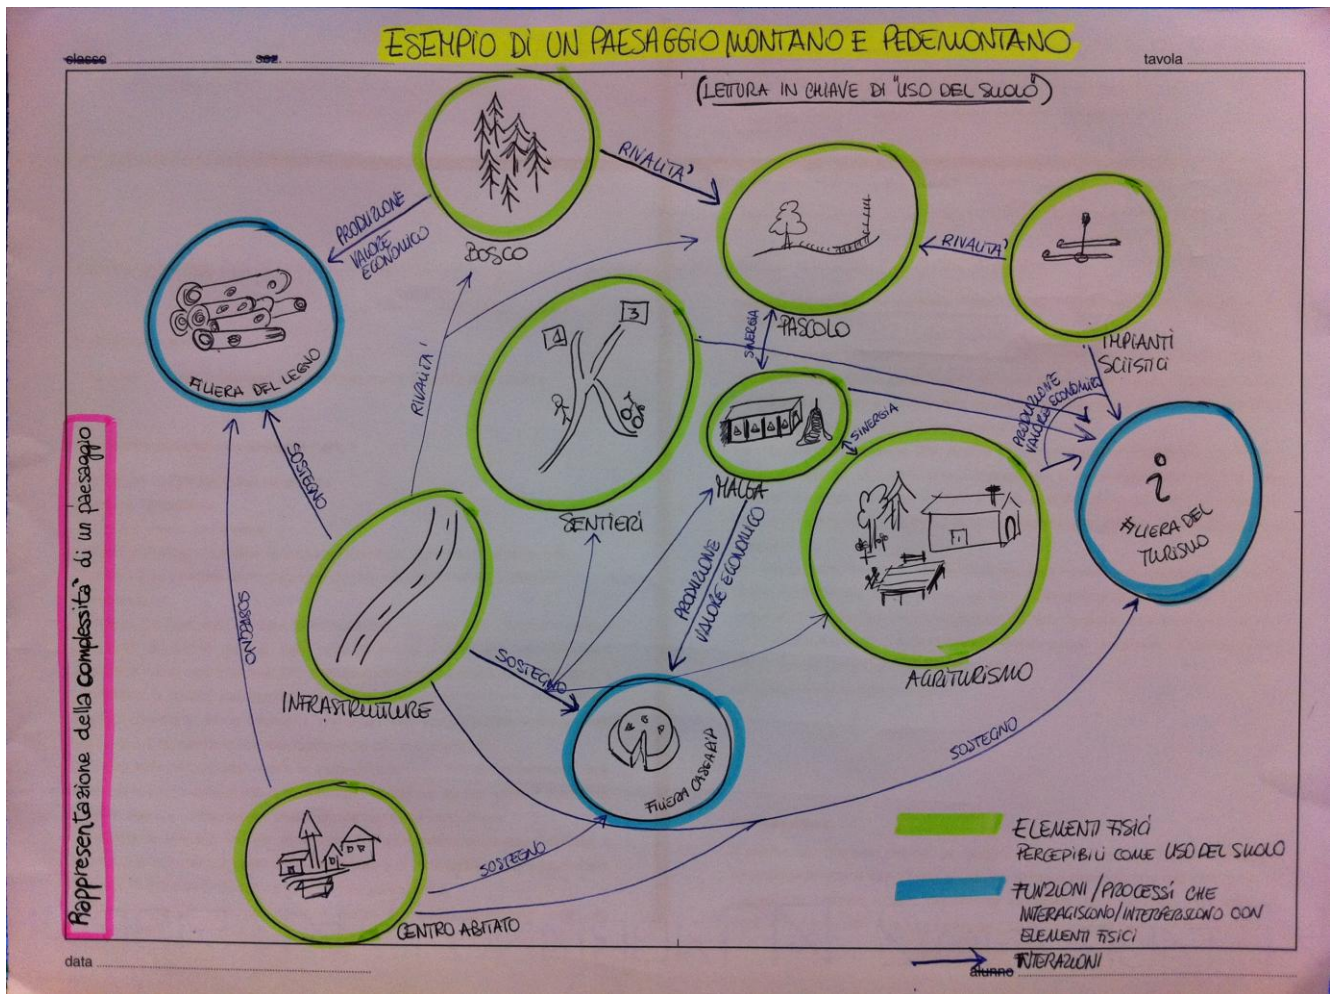 ESEMPIO DI UN PAESAGGIO MONTANO E PEDEMONTANO
classe
sez.
tavola
(LETTURA IN CHIAVE DI "USO DEL SUOLO")
RIVALITA'
BOSCO
PRODUZIONE
VALORE
ECONOMICO
RIVALITA'
PASCOLO
SINERGIA
IMPIANTI
SCIISTICI
FILIERA DEL LEGNO
1
3
RIVALITA'
SENTIERI
SINERGIA
MALGA
PRODUZIONE
VALORE ECONOMICO
i
FILIERA DEL
TURISMO
SOSTEGNO
SOSTEGNO
INFRASTRUTTURE
SOSTEGNO
PRODUZIONE
VALORE ECONOMICO
AGRITURISMO
FILIERA CASEARIA
SOSTEGNO
SOSTEGNO
CENTRO ABITATO
Rappresentazione della complessita' di un paesaggio
ELEMENTI FISICI
PERCEPIBILI COME USO DEL SUOLO
FUNZIONI/PROCESSI CHE
INTERAGISCONO/INTERFERISCONO CON
ELEMENTI FISICI
INTERAZIONI
data
alunno